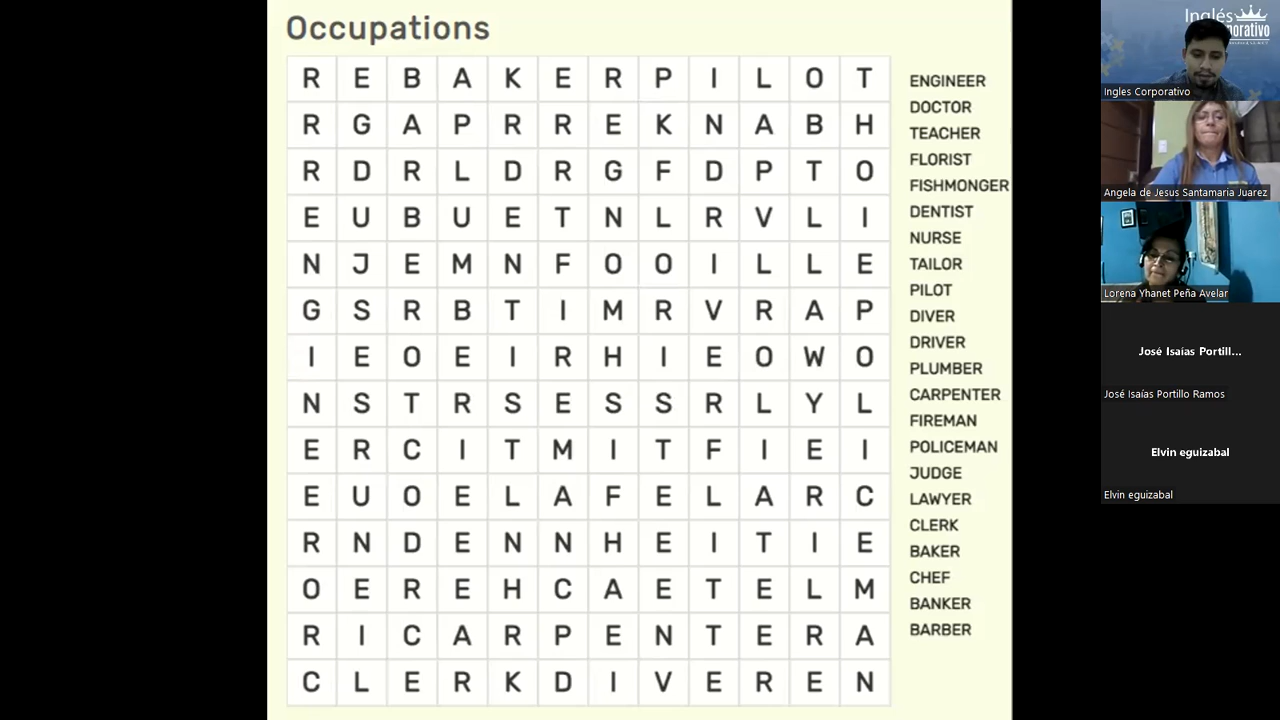 Occupations
R E B A K E R P I L O T
R G A P R R E K N A B H
R D R L D R G F D P T O
E U B U E T N L R V L I
N J E M N F O O I L L E
G S R B T I M R V R A P
I E O E I R H I E O W O
N S T R S E S S R L Y L
E R C I T M I T F I E I
E U O E L A F E L A R C
R N D E N N H E I T I E
O E R E H C A E T E L M
R I C A R P E N T E R A
C L E R K D I V E R E N
ENGINEER
DOCTOR
TEACHER
FLORIST
FISHMONGER
DENTIST
NURSE
TAILOR
PILOT
DIVER
DRIVER
PLUMBER
CARPENTER
FIREMAN
POLICEMAN
JUDGE
LAWYER
CLERK
BAKER
CHEF
BANKER
BARBER
Inglés
Ingles Corporativo
Angela de Jesus Santamaria Juarez
Lorena Yhanet Peña Avelar
José Isaías Portill...
José Isaías Portillo Ramos
Elvin eguizabal
Elvin eguizabal